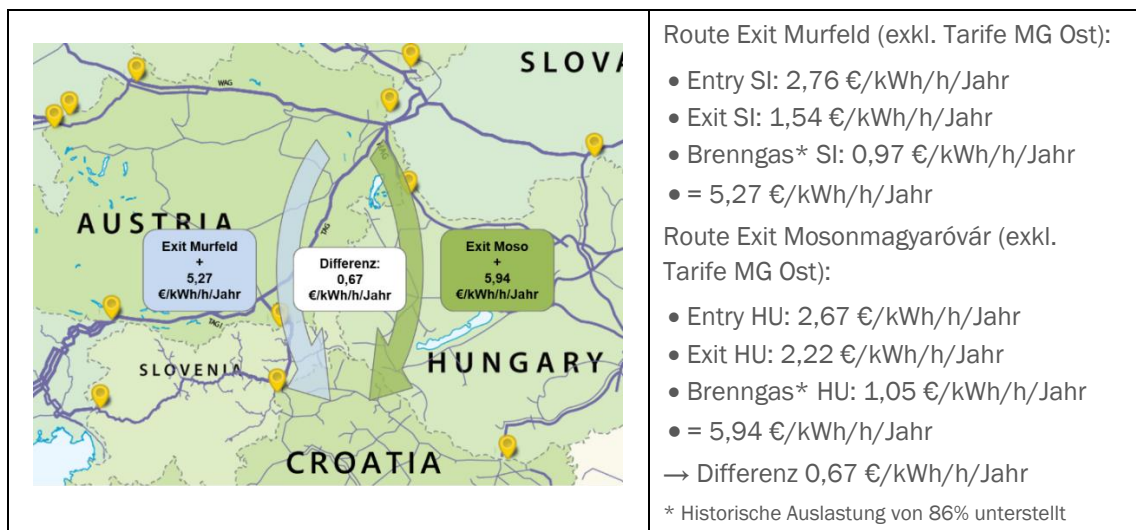 SLOVA
WAG
WAG
AUSTRIA
TAG
Exit Murfeld
+
5,27
€/kWh/h/Jahr
Differenz:
0,67
€/kWh/h/Jahr
Exit Moso
+
5,94
€/kWh/h/Jahr
TAGL
SLOVENIA
HUNGARY
CROATIA
Route Exit Murfeld (exkl. Tarife MG Ost):
• Entry SI: 2,76 €/kWh/h/Jahr
• Exit SI: 1,54 €/kWh/h/Jahr
• Brenngas* SI: 0,97 €/kWh/h/Jahr
• = 5,27 €/kWh/h/Jahr
Route Exit Mosonmagyaróvár (exkl.
Tarife MG Ost):
• Entry HU: 2,67 €/kWh/h/Jahr
• Exit HU: 2,22 €/kWh/h/Jahr
• Brenngas* HU: 1,05 €/kWh/h/Jahr
• = 5,94 €/kWh/h/Jahr
→ Differenz 0,67 €/kWh/h/Jahr
* Historische Auslastung von 86% unterstellt